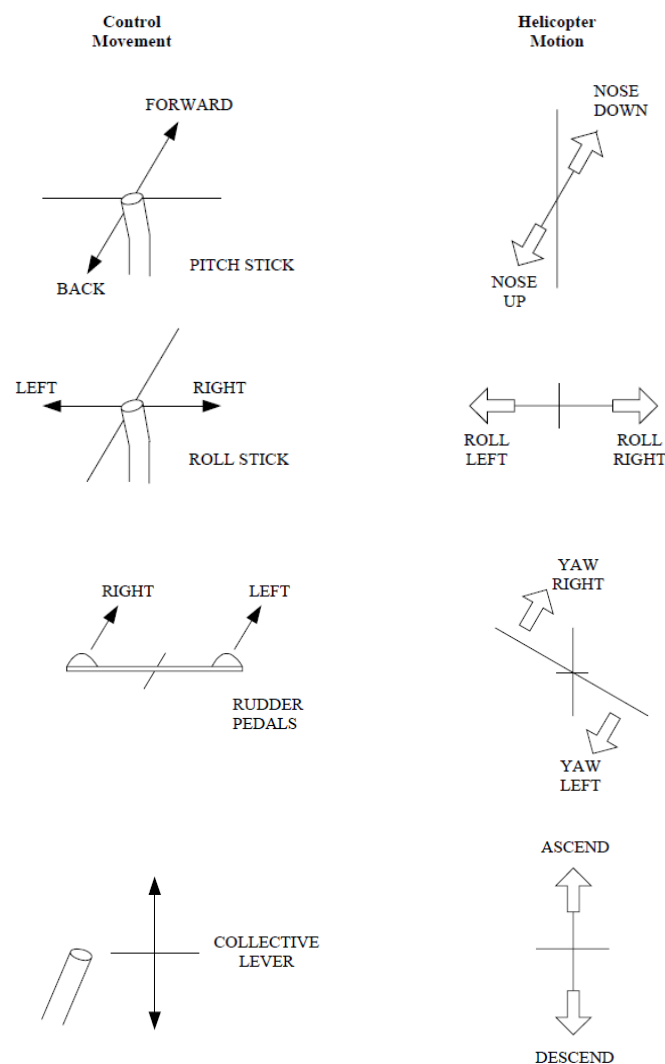 Control
Movement
Helicopter
Motion
FORWARD
BACK
PITCH STICK
NOSE
DOWN
NOSE
UP
LEFT
RIGHT
ROLL STICK
ROLL
LEFT
ROLL
RIGHT
RIGHT
LEFT
RUDDER
PEDALS
YAW
RIGHT
YAW
LEFT
COLLECTIVE
LEVER
ASCEND
DESCEND